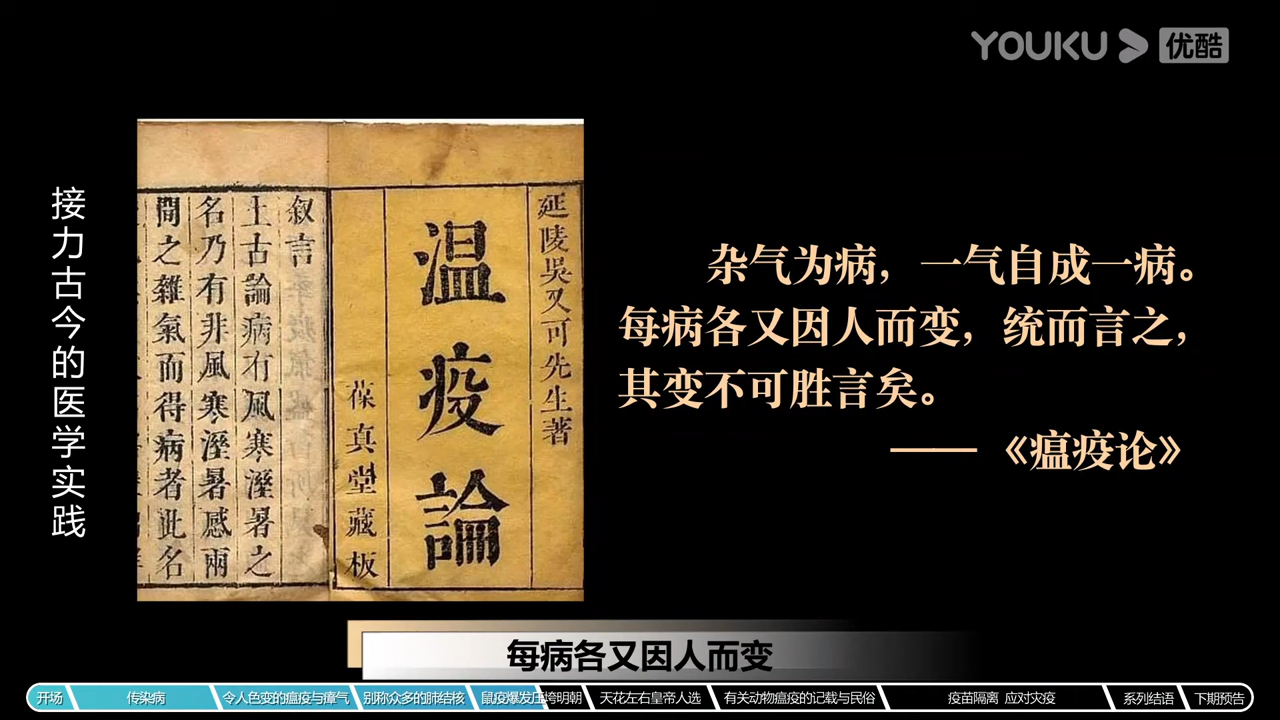 YOUKU 优酷
接力古今的医学实践
延陵吳又可先生著
温疫論
葆真堂藏板
叙言
上古論病有風寒溼暑之
名乃有非風寒溼暑感兩
間之雜氣而得病者此名
杂气为病，一气自成一病。
每病各又因人而变，统而言之，
其变不可胜言矣。
——《瘟疫论》
每病各又因人而变
开场
传染病
令人色变的瘟疫与瘴气
别称众多的肺结核
鼠疫爆发压垮明朝
天花左右皇帝人选
有关动物瘟疫的记载与民俗
疫苗隔离 应对灾疫
系列结语
下期预告